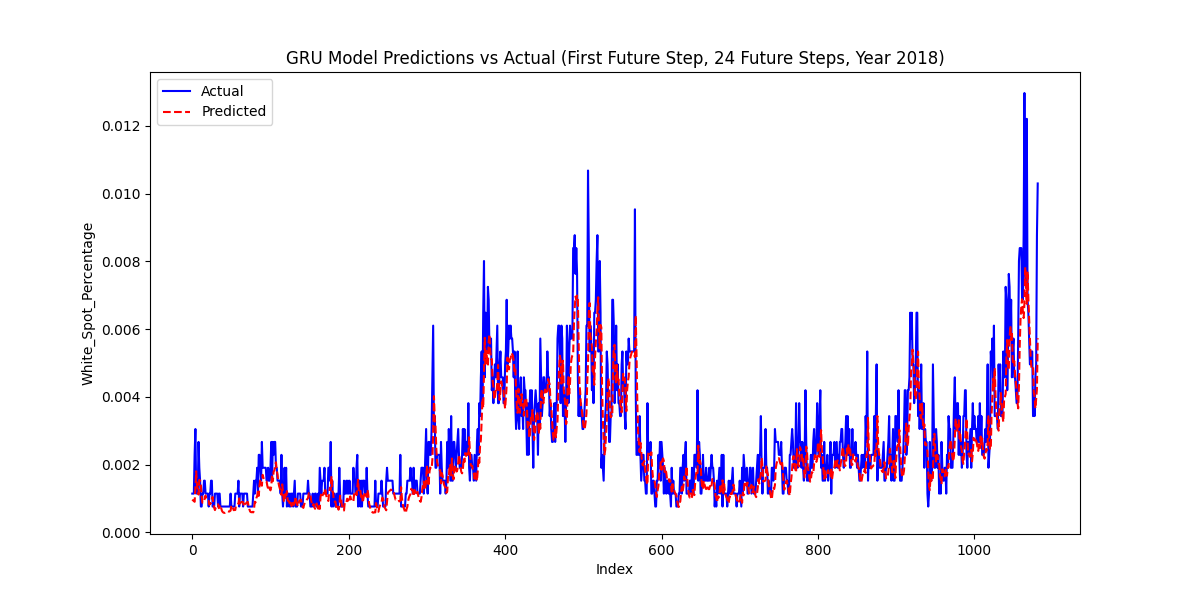 GRU Model Predictions vs Actual (First Future Step, 24 Future Steps, Year 2018)
Actual
Predicted
0.012
0.010
0.008
0.006
0.004
0.002
0.000
White_Spot_Percentage
0 200 400 600 800 1000
Index